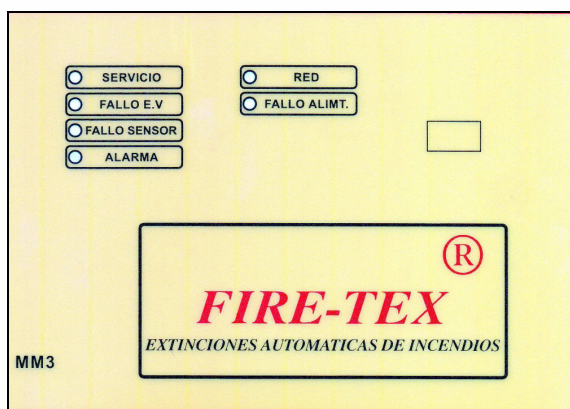 SERVICIO
RED
FALLO E.V
FALLO ALIMT.
FALLO SENSOR
ALARMA
®
FIRE-TEX
EXTINCIONES AUTOMATICAS DE INCENDIOS
MM3